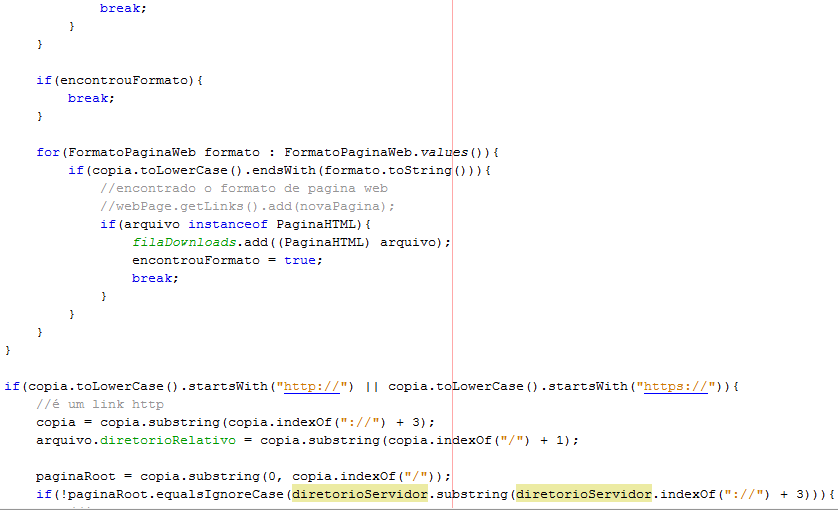 break;
}
}
if(encontrouFormato){
break;
}
for(FormatoPaginaWeb formato : FormatoPaginaWeb.values()){
if(copia.toLowerCase().endsWith(formato.toString())){
//encontrado o formato de pagina web
//webPage.getLinks().add(novaPagina);
if(arquivo instanceof PaginaHTML){
filaDownloads.add((PaginaHTML) arquivo);
encontrouFormato = true;
break;
}
}
}
}
if(copia.toLowerCase().startsWith("http://") || copia.toLowerCase().startsWith("https://")){
//é um link http
copia = copia.substring(copia.indexOf("://") + 3);
arquivo.diretorioRelativo = copia.substring(copia.indexOf("/") + 1);
paginaRoot = copia.substring(0, copia.indexOf("/"));
if(!paginaRoot.equalsIgnoreCase(diretorioServidor.substring(diretorioServidor.indexOf("://") + 3))){